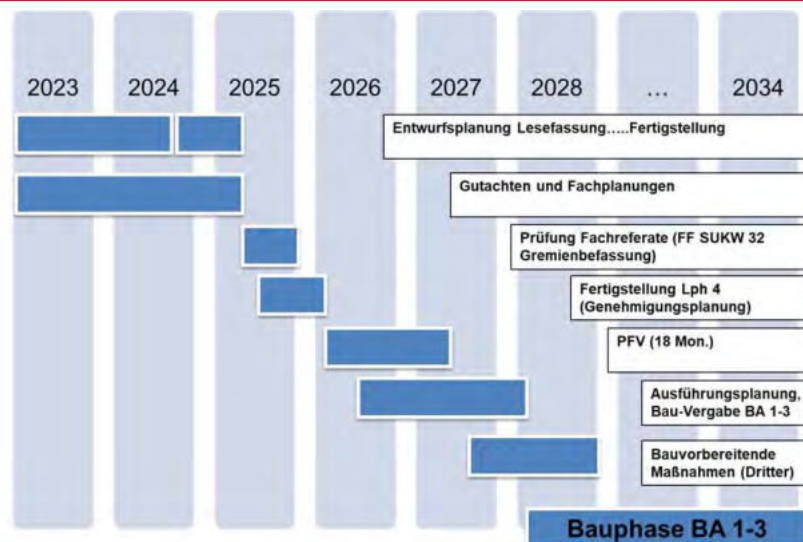 2023 2024 2025 2026 2027 2028 ... 2034
Entwurfsplanung Lesefassung.....Fertigstellung
Gutachten und Fachplanungen
Prüfung Fachreferate (FF SUKW 32
Gremienbefassung)
Fertigstellung Lph 4
(Genehmigungsplanung)
PFV (18 Mon.)
Ausführungsplanung,
Bau-Vergabe BA 1-3
Bauvorbereitende
Maßnahmen (Dritter)
Bauphase BA 1-3